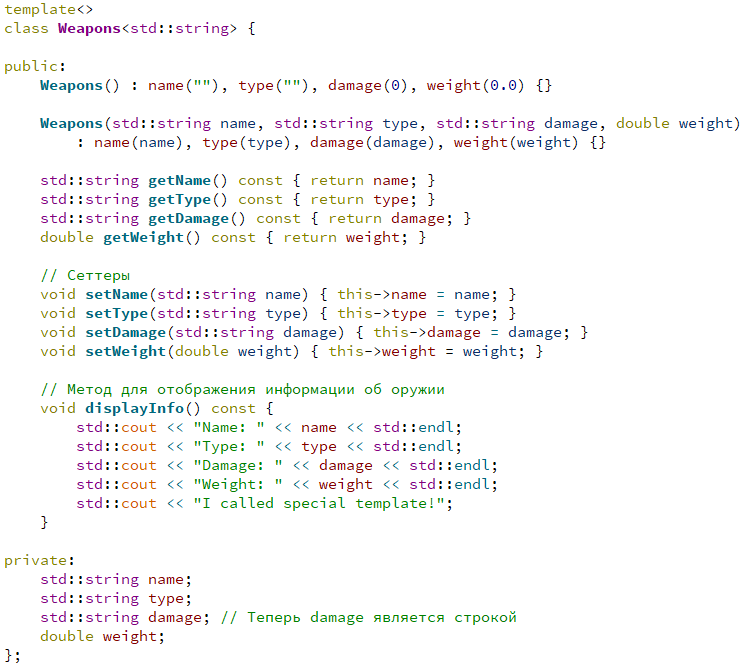 template<>
class Weapons<std::string> {
public:
    Weapons() : name(""), type(""), damage(0), weight(0.0) {}
    Weapons(std::string name, std::string type, std::string damage, double weight)
        : name(name), type(type), damage(damage), weight(weight) {}
    std::string getName() const { return name; }
    std::string getType() const { return type; }
    std::string getDamage() const { return damage; }
    double getWeight() const { return weight; }
    // Сеттеры
    void setName(std::string name) { this->name = name; }
    void setType(std::string type) { this->type = type; }
    void setDamage(std::string damage) { this->damage = damage; }
    void setWeight(double weight) { this->weight = weight; }
    // Метод для отображения информации об оружии
    void displayInfo() const {
        std::cout << "Name: " << name << std::endl;
        std::cout << "Type: " << type << std::endl;
        std::cout << "Damage: " << damage << std::endl;
        std::cout << "Weight: " << weight << std::endl;
        std::cout << "I called special template!";
    }
private:
    std::string name;
    std::string type;
    std::string damage; // Теперь damage является строкой
    double weight;
};